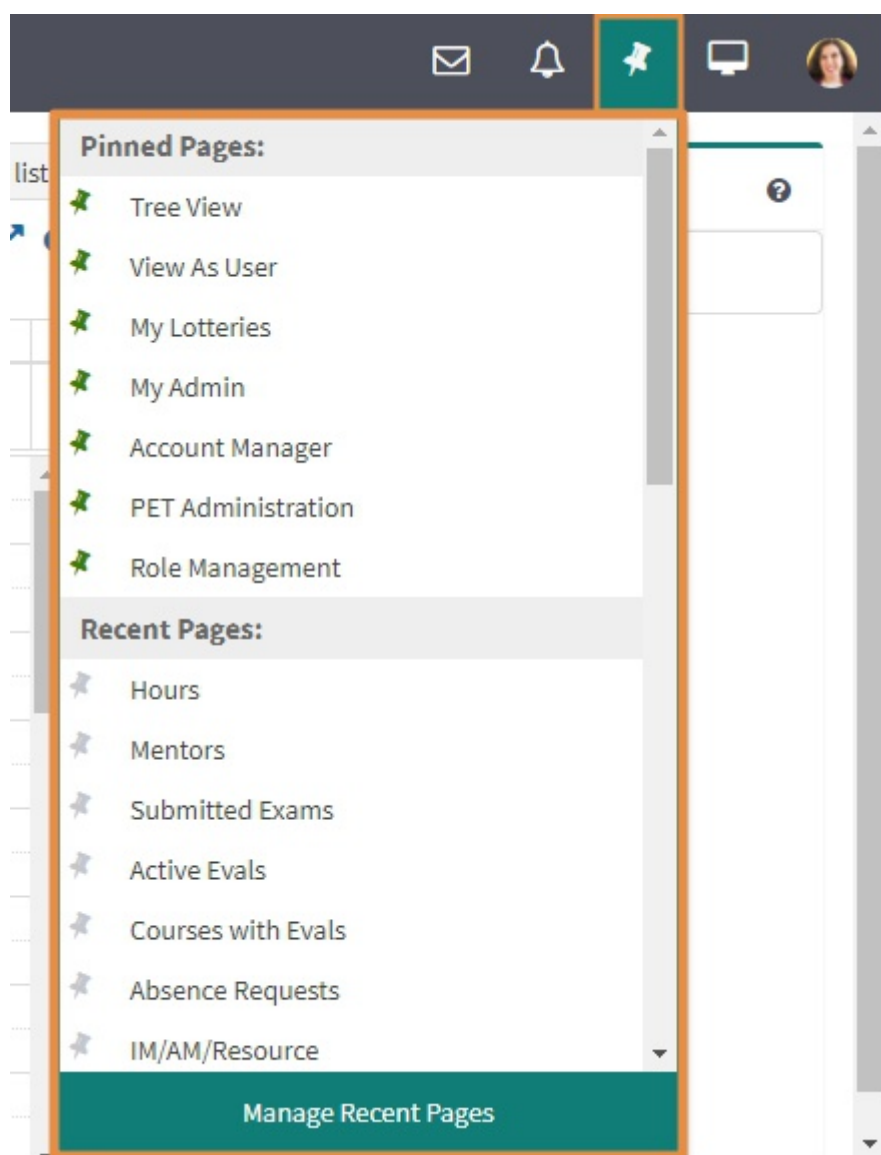 Pinned Pages:
list
Tree View
View As User
My Lotteries
My Admin
Account Manager
PET Administration
Role Management
Recent Pages:
Hours
Mentors
Submitted Exams
Active Evals
Courses with Evals
Absence Requests
IM/AM/Resource
Manage Recent Pages